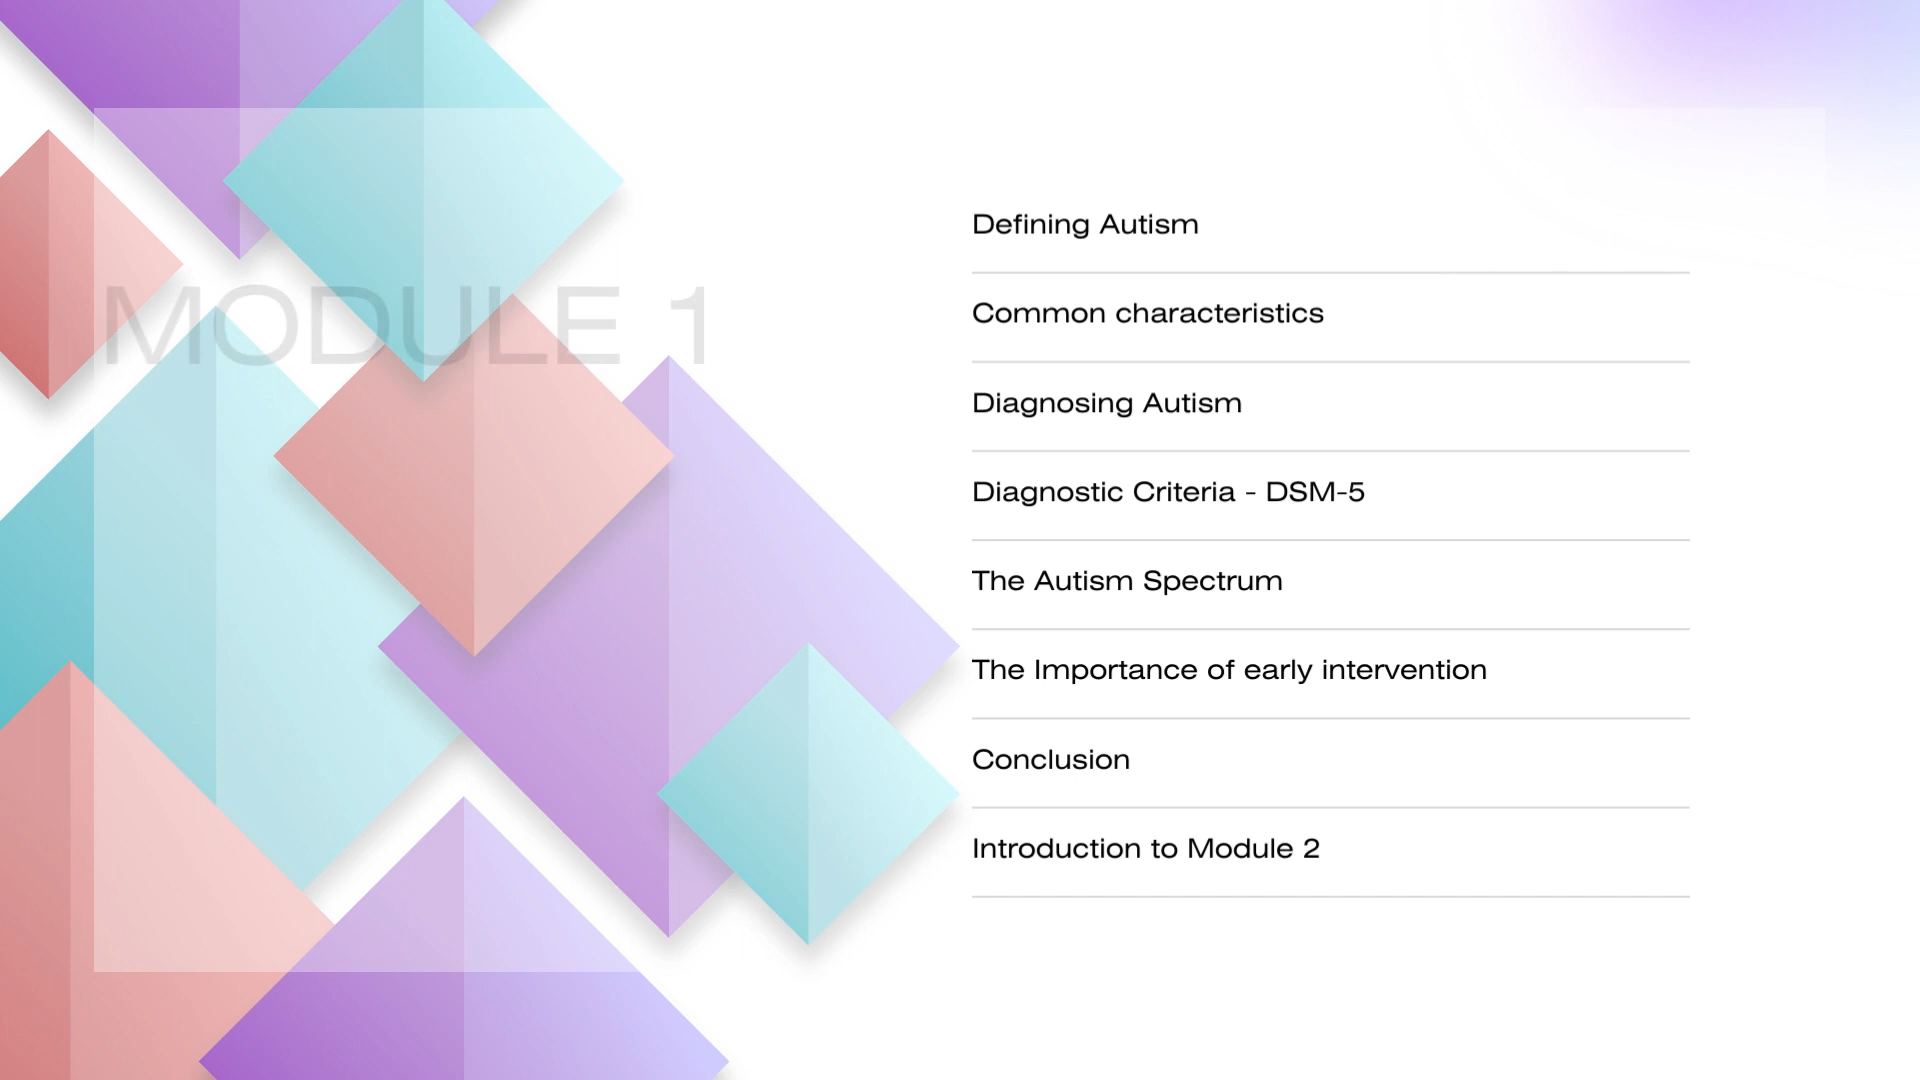 MODULE 1
Defining Autism
Common characteristics
Diagnosing Autism
Diagnostic Criteria - DSM-5
The Autism Spectrum
The Importance of early intervention
Conclusion
Introduction to Module 2